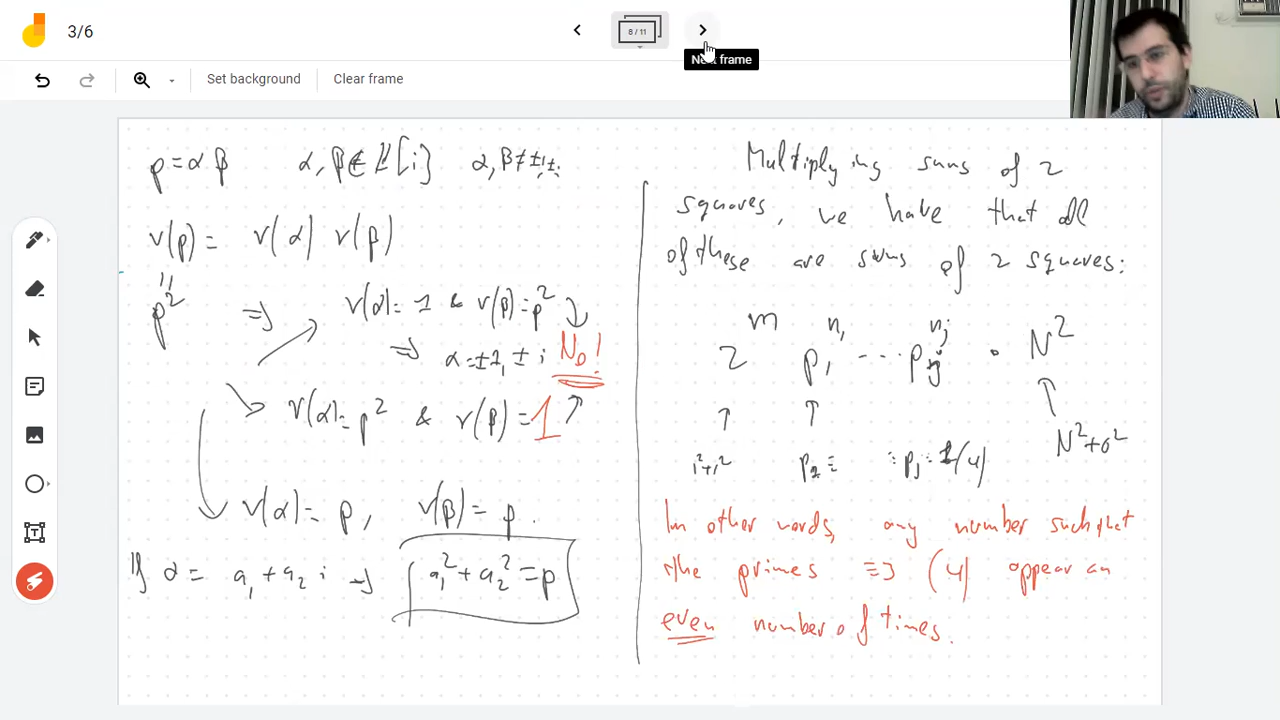 3/6
8 / 11
Next frame
Set background
Clear frame
p = α β   α, β ∈ ℤ[i]   α, β ≠ ±1, ±i
v(p) = v(α) v(β)
"
p² ⇒ v(α) = 1 & v(β) = p²
⇒ α = ±1, ± i No!
v(α) = p² & v(β) = 1
v(α) = p, v(β) = p.
If α = a₁ + a₂ i ⇒ a₁² + a₂² = p
Multiplying sums of 2
squares, we have that all
of these are sums of 2 squares:
2^m p₁^n₁ ... p_j^n_j · N²
1²+1² p₁ ≡ ... ≡ p_j ≡ 1(4) N²+0²
In other words, any number such that
the primes ≡ 3 (4) appear an
even number of times.